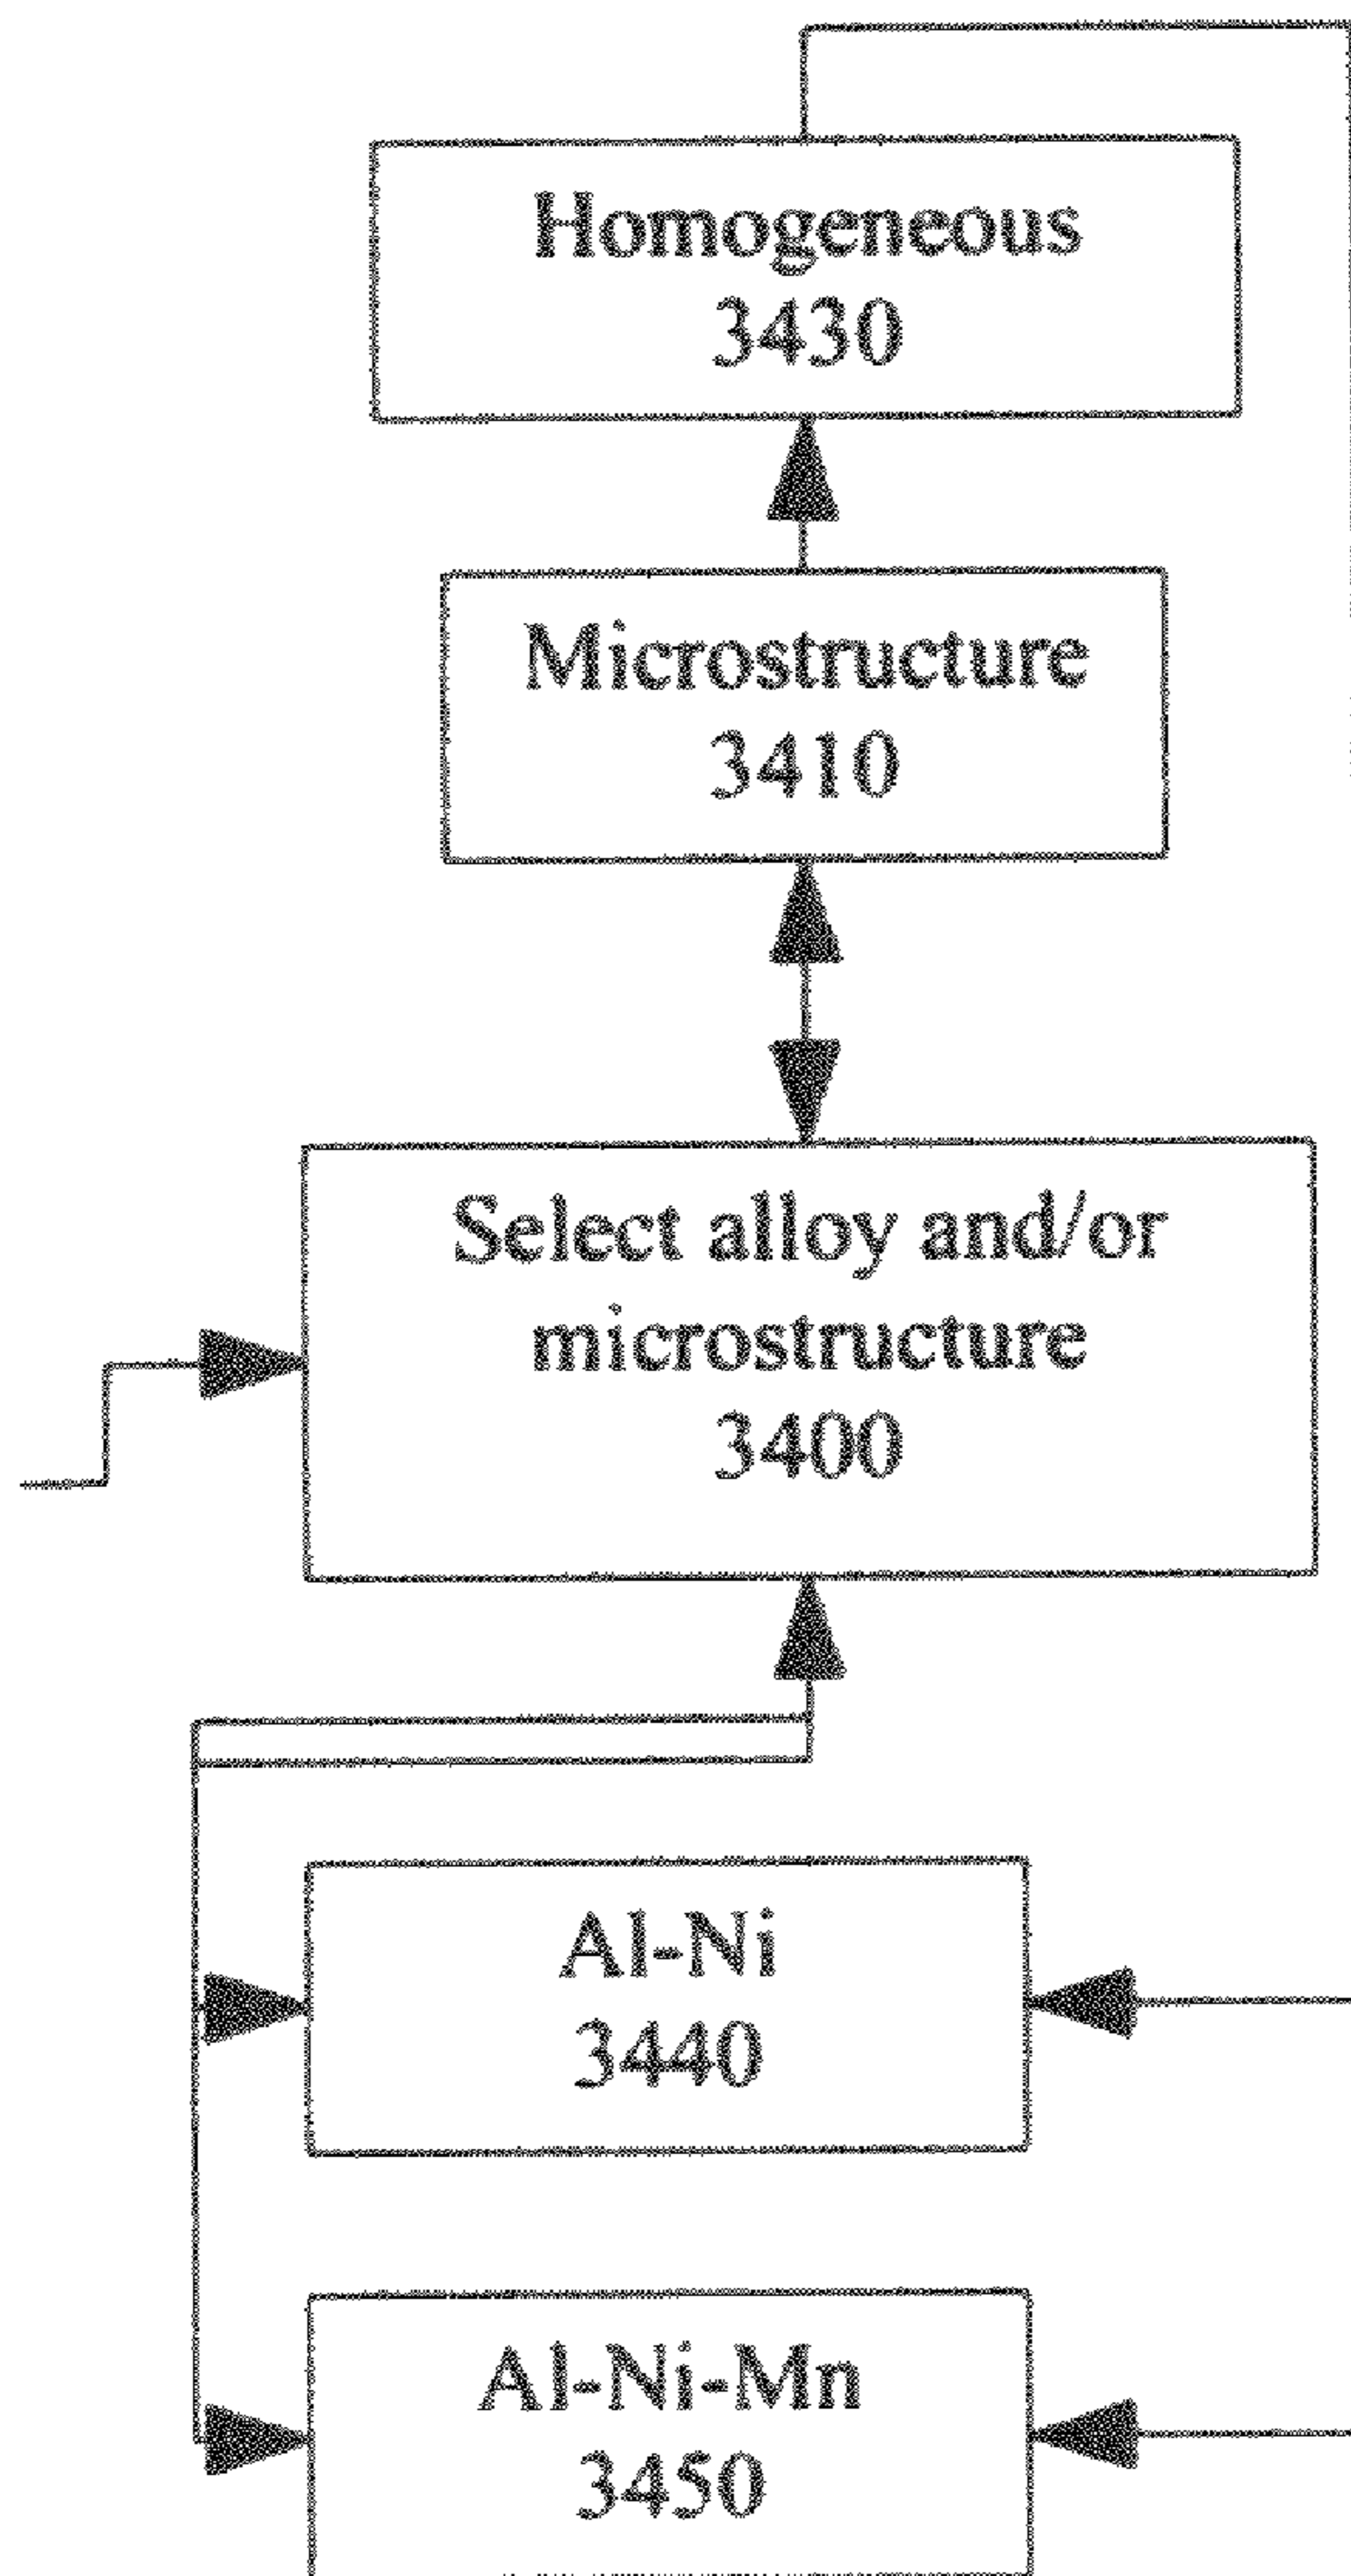 Homogeneous
3430
Microstructure
3410
Select alloy and/or
microstructure
3400
Al-Ni
3440
Al-Ni-Mn
3450